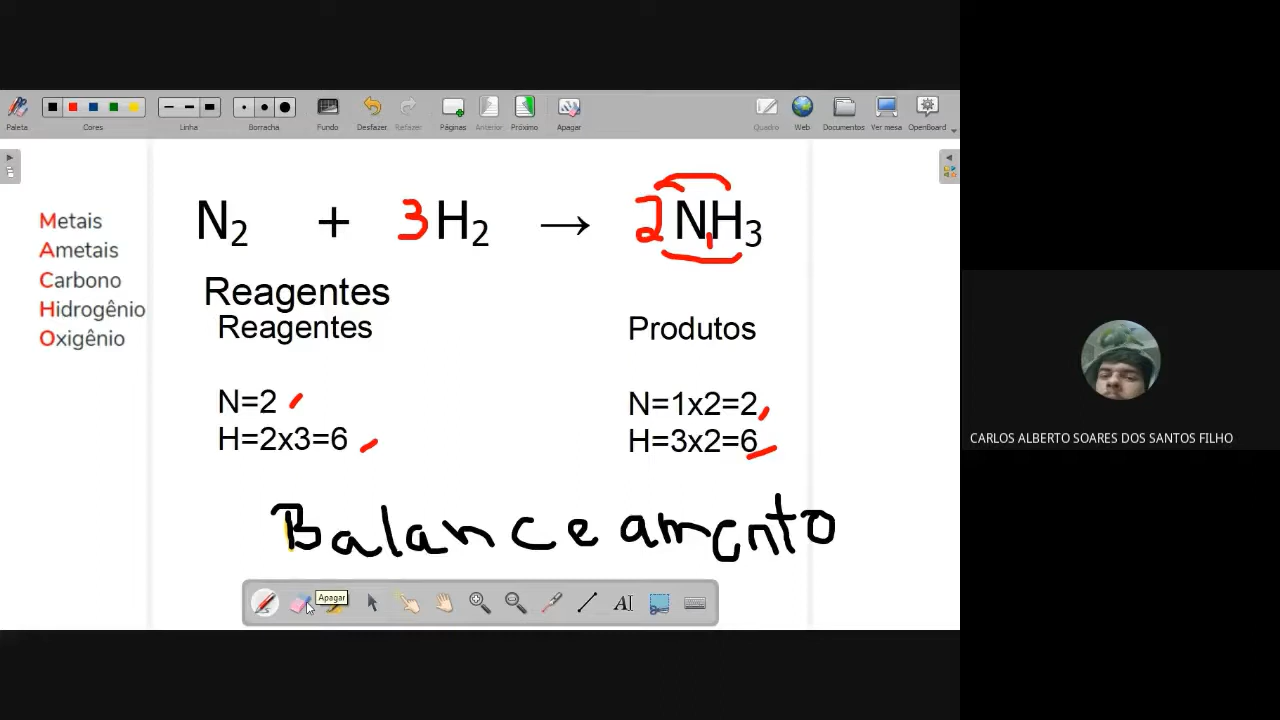 Paleta Cores Linha Borracha Fundo Desfazer Refazer Páginas Anterior Próximo Apagar Quadro Web Documentos Ver mesa OpenBoard
N2 + 3H2 → 2NH3
Metais
Ametais
Carbono
Hidrogênio
Oxigênio
Reagentes
Reagentes
Produtos
N=2
H=2x3=6
N=1x2=2
H=3x2=6
Balanceamento
Apagar
AI
CARLOS ALBERTO SOARES DOS SANTOS FILHO